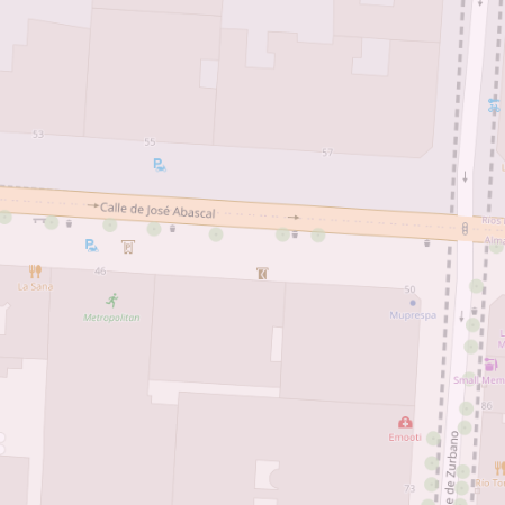 53
55
57
Calle de José Abascal
46
La Sana
Metropolitan
50
Muprespa
86
Emooti
e de Zurbano
73